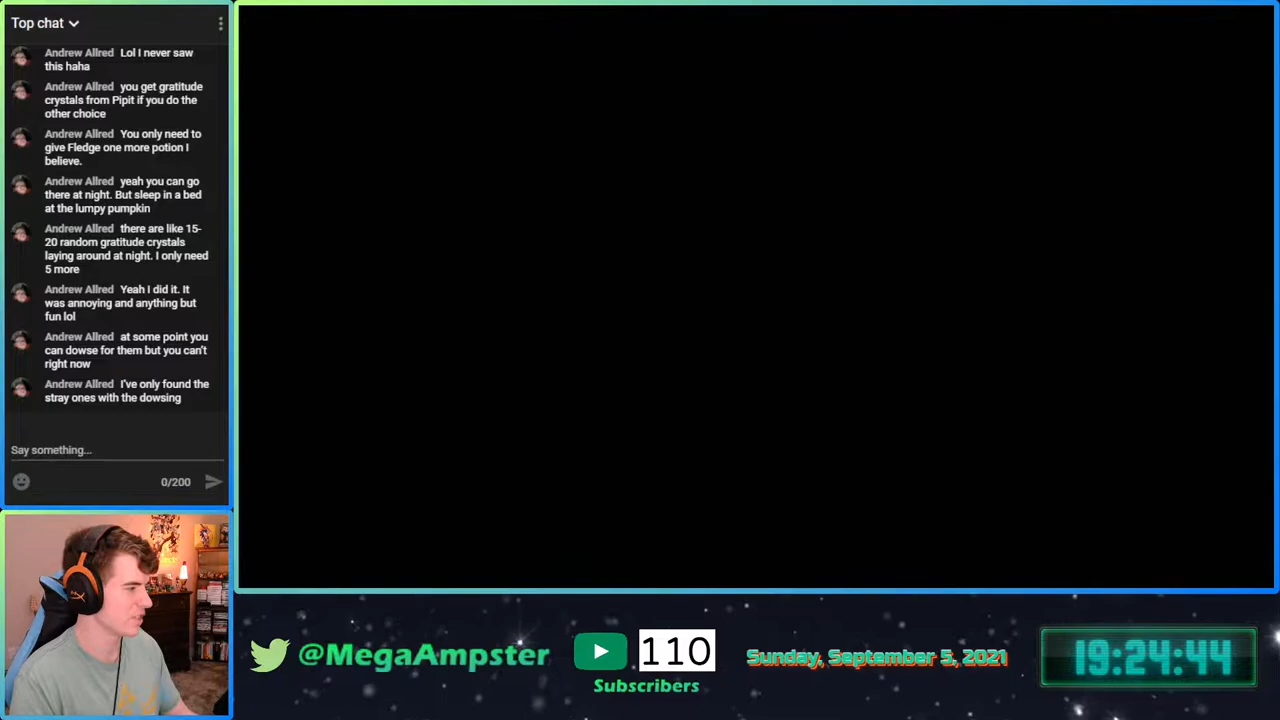 Top chat
Andrew Allred Lol I never saw
this haha
Andrew Allred you get gratitude
crystals from Pipit if you do the
other choice
Andrew Allred You only need to
give Fledge one more potion I
believe.
Andrew Allred yeah you can go
there at night. But sleep in a bed
at the lumpy pumpkin
Andrew Allred there are like 15-
20 random gratitude crystals
laying around at night. I only need
5 more
Andrew Allred Yeah I did it. It
was annoying and anything but
fun lol
Andrew Allred at some point you
can dowse for them but you can't
right now
Andrew Allred I've only found the
stray ones with the dowsing
Say something...
0/200
@MegaAmpster
110
Subscribers
Sunday, September 5, 2021
19:24:44